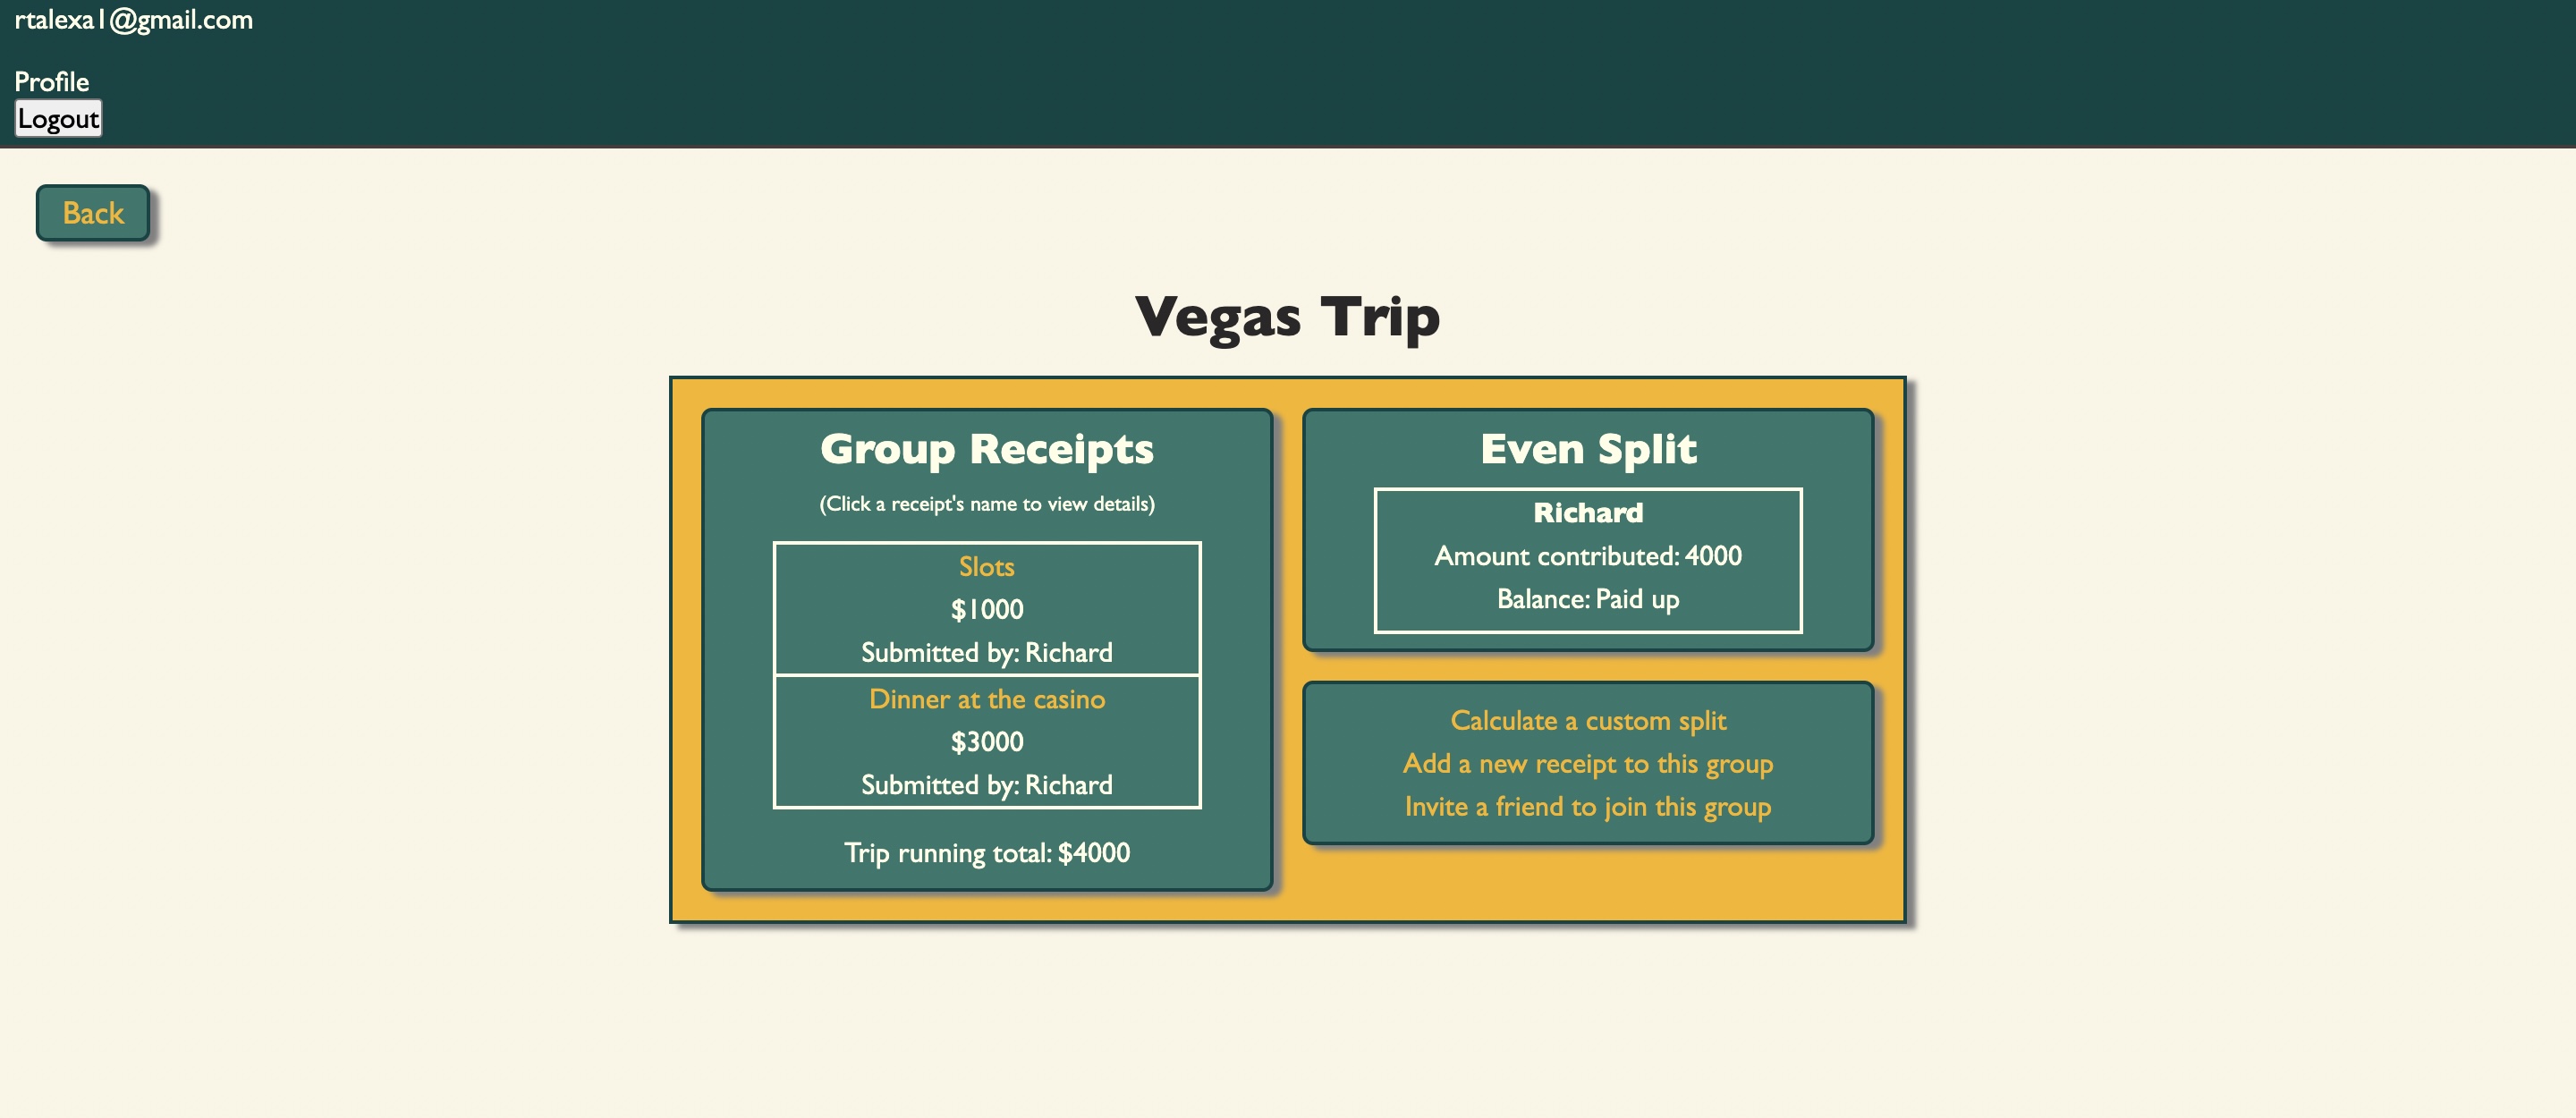 rtalexa1@gmail.com
Profile
Logout
Back
Vegas Trip
Group Receipts
(Click a receipt's name to view details)
Slots
$1000
Submitted by: Richard
Dinner at the casino
$3000
Submitted by: Richard
Trip running total: $4000
Even Split
Richard
Amount contributed: 4000
Balance: Paid up
Calculate a custom split
Add a new receipt to this group
Invite a friend to join this group